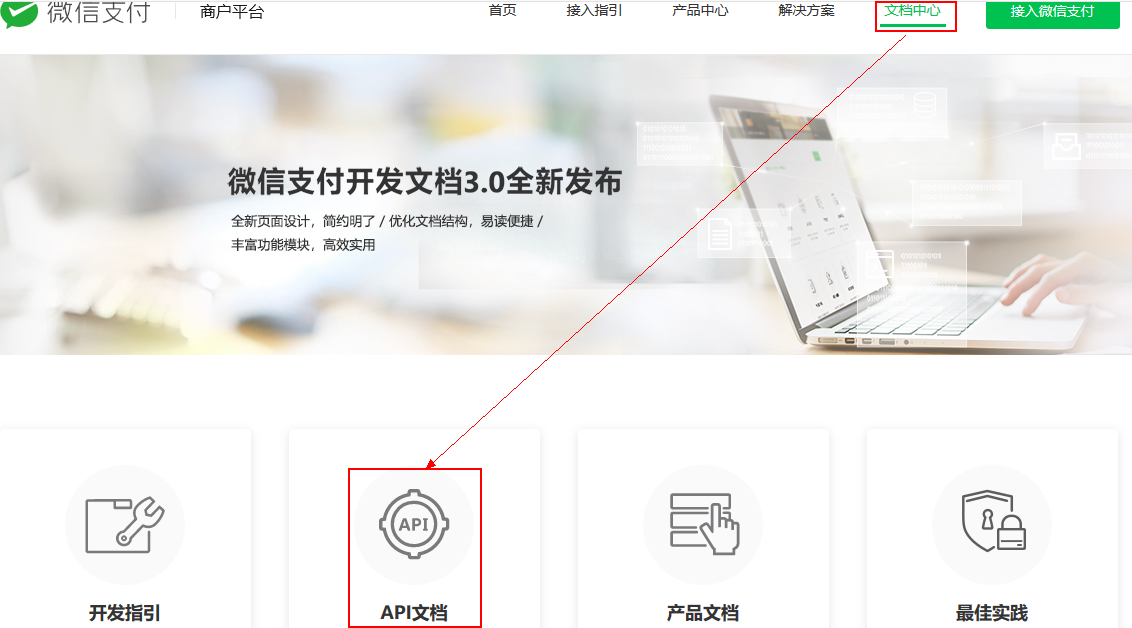 微信支付
商户平台
首页
接入指引
产品中心
解决方案
文档中心
接入微信支付
微信支付开发文档3.0全新发布
全新页面设计，简约明了 / 优化文档结构，易读便捷 /
丰富功能模块，高效实用
API
开发指引
API文档
产品文档
最佳实践